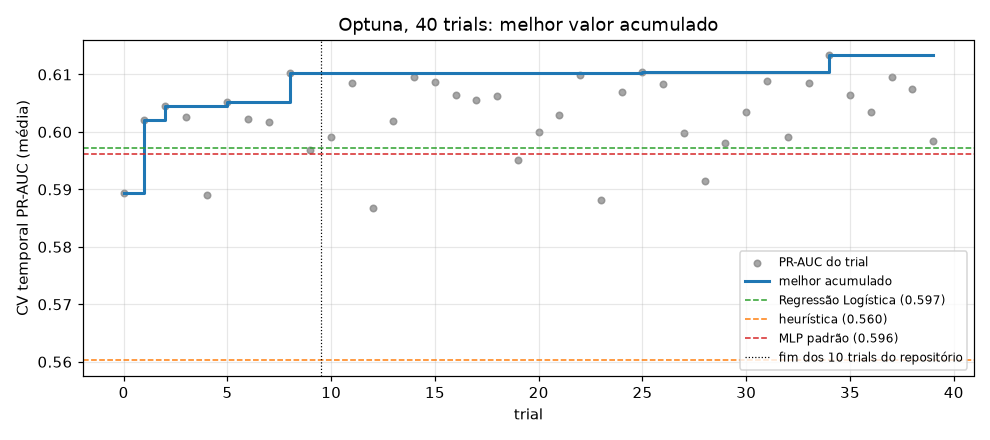 Optuna, 40 trials: melhor valor acumulado
CV temporal PR-AUC (média)
0.61
0.60
0.59
0.58
0.57
0.56
PR-AUC do trial
melhor acumulado
Regressão Logística (0.597)
heurística (0.560)
MLP padrão (0.596)
fim dos 10 trials do repositório
0 5 10 15 20 25 30 35 40
trial